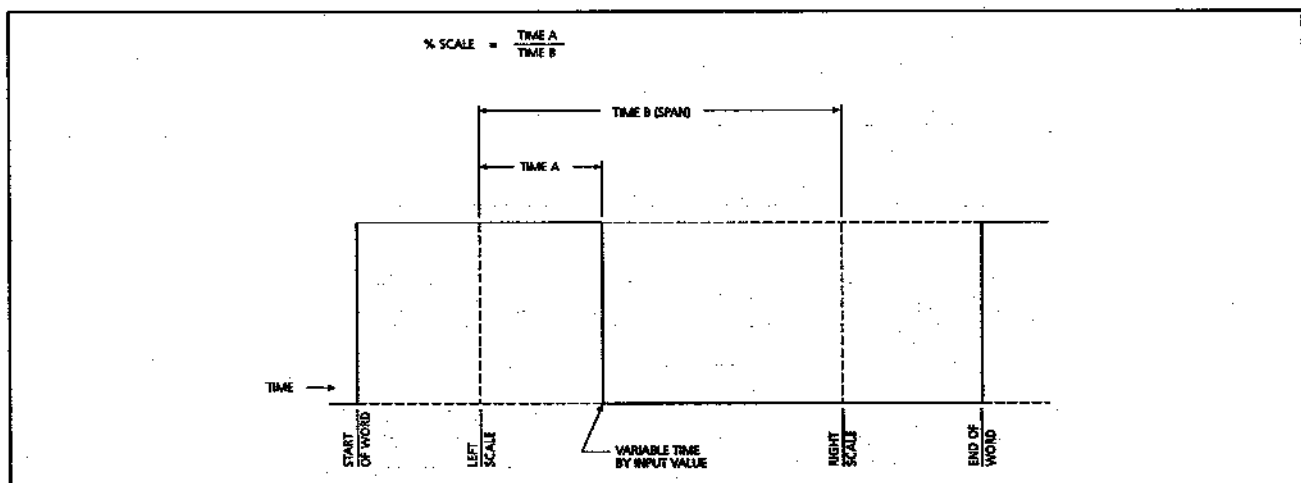 % SCALE = TIME A
TIME B
TIME B (SPAN)
TIME A
TIME
START
OF WORD
LEFT
SCALE
VARIABLE TIME
BY INPUT VALUE
RIGHT
SCALE
END OF
WORD